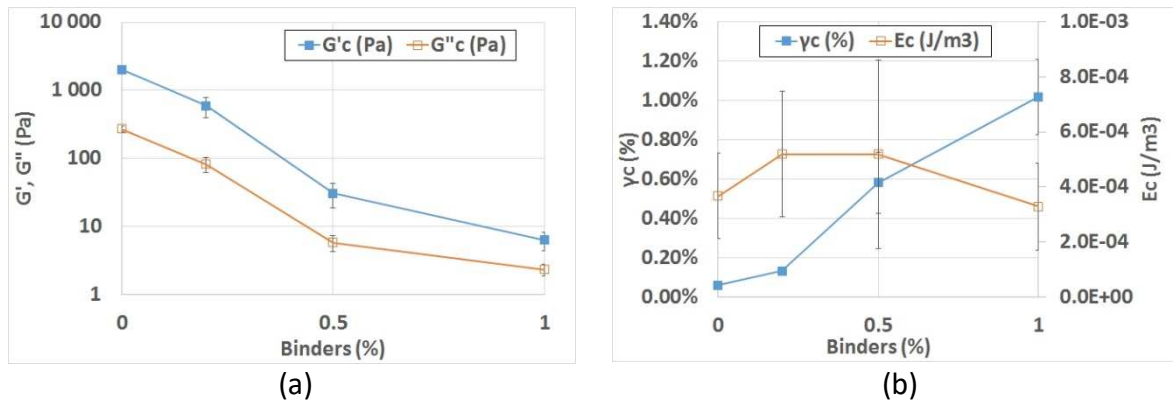 10 000
1 000
100
10
1
G', G'' (Pa)
G'c (Pa) G''c (Pa)
0 0.5 1
Binders (%)
(a)
1.40%
1.20%
1.00%
0.80%
0.60%
0.40%
0.20%
0.00%
γc (%)
γc (%) Ec (J/m3)
1.0E-03
8.0E-04
6.0E-04
4.0E-04
2.0E-04
0.0E+00
Ec (J/m3)
0 0.5 1
Binders (%)
(b)